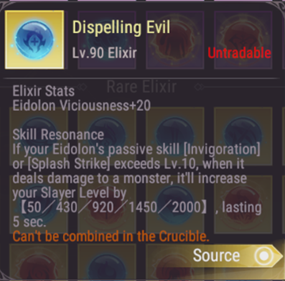 Dispelling Evil
Lv.90 Elixir
Untradable
Rare Elixir
Elixir Stats
Eidolon Viciousness+20
Skill Resonance
If your Eidolon's passive skill [Invigoration]
or [Splash Strike] exceeds Lv.10, when it
deals damage to a monster, it'll increase
your Slayer Level by
【50／430／920／1450／2000】, lasting
5 sec.
Can't be combined in the Crucible.
Source